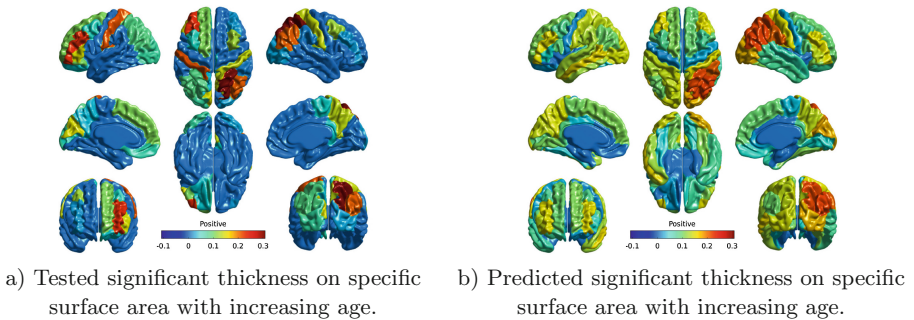 Positive
-0.1 0 0.1 0.2 0.3
Positive
-0.1 0 0.1 0.2 0.3
a) Tested significant thickness on specific
surface area with increasing age.
b) Predicted significant thickness on specific
surface area with increasing age.